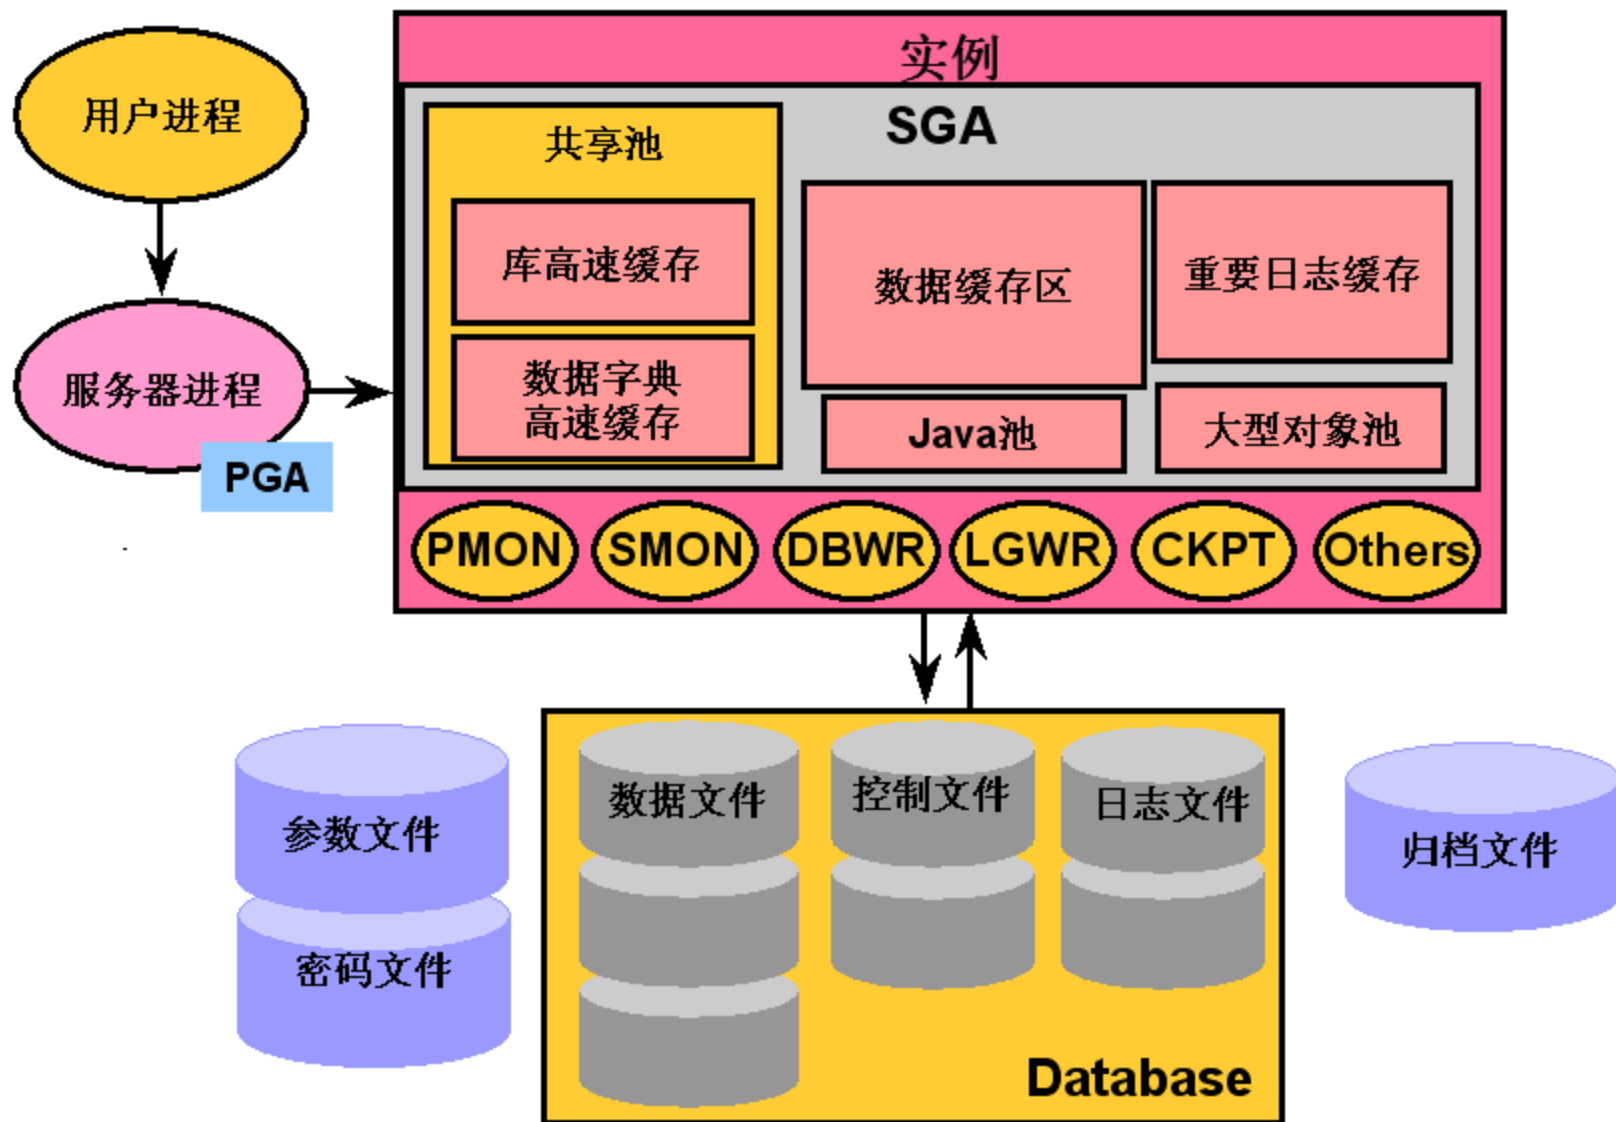 实例
用户进程
SGA
共享池
库高速缓存
数据缓存区
重要日志缓存
服务器进程
数据字典
高速缓存
Java池
大型对象池
PGA
PMON
SMON
DBWR
LGWR
CKPT
Others
数据文件
控制文件
日志文件
参数文件
归档文件
密码文件
Database